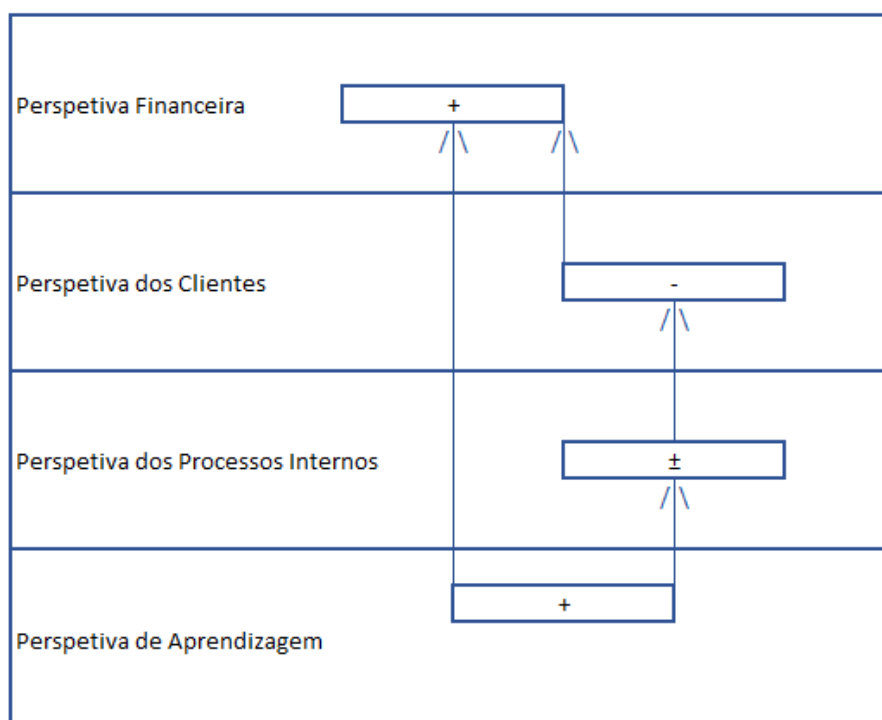 Perspetiva Financeira
+
/ \ / \
Perspetiva dos Clientes
-
/ \
Perspetiva dos Processos Internos
±
/ \
+
Perspetiva de Aprendizagem